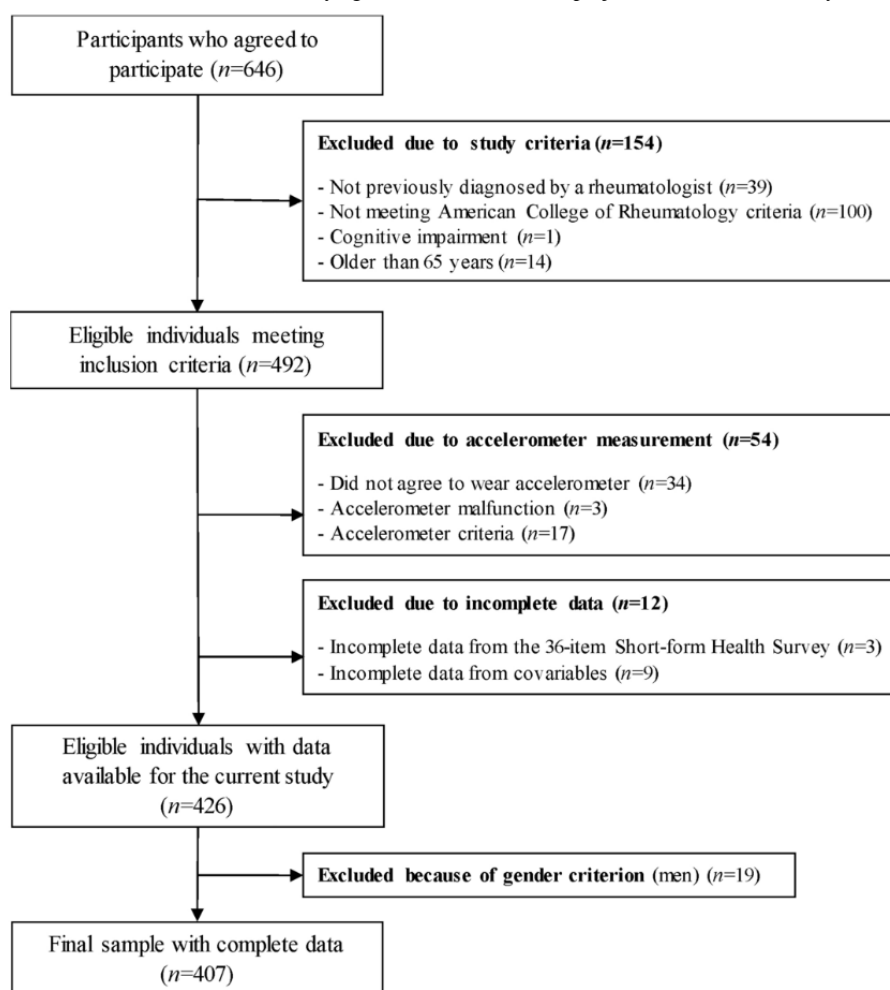 Participants who agreed to
participate (n=646)
Excluded due to study criteria (n=154)
- Not previously diagnosed by a rheumatologist (n=39)
- Not meeting American College of Rheumatology criteria (n=100)
- Cognitive impairment (n=1)
- Older than 65 years (n=14)
Eligible individuals meeting
inclusion criteria (n=492)
Excluded due to accelerometer measurement (n=54)
- Did not agree to wear accelerometer (n=34)
- Accelerometer malfunction (n=3)
- Accelerometer criteria (n=17)
Excluded due to incomplete data (n=12)
- Incomplete data from the 36-item Short-form Health Survey (n=3)
- Incomplete data from covariables (n=9)
Eligible individuals with data
available for the current study
(n=426)
Excluded because of gender criterion (men) (n=19)
Final sample with complete data
(n=407)